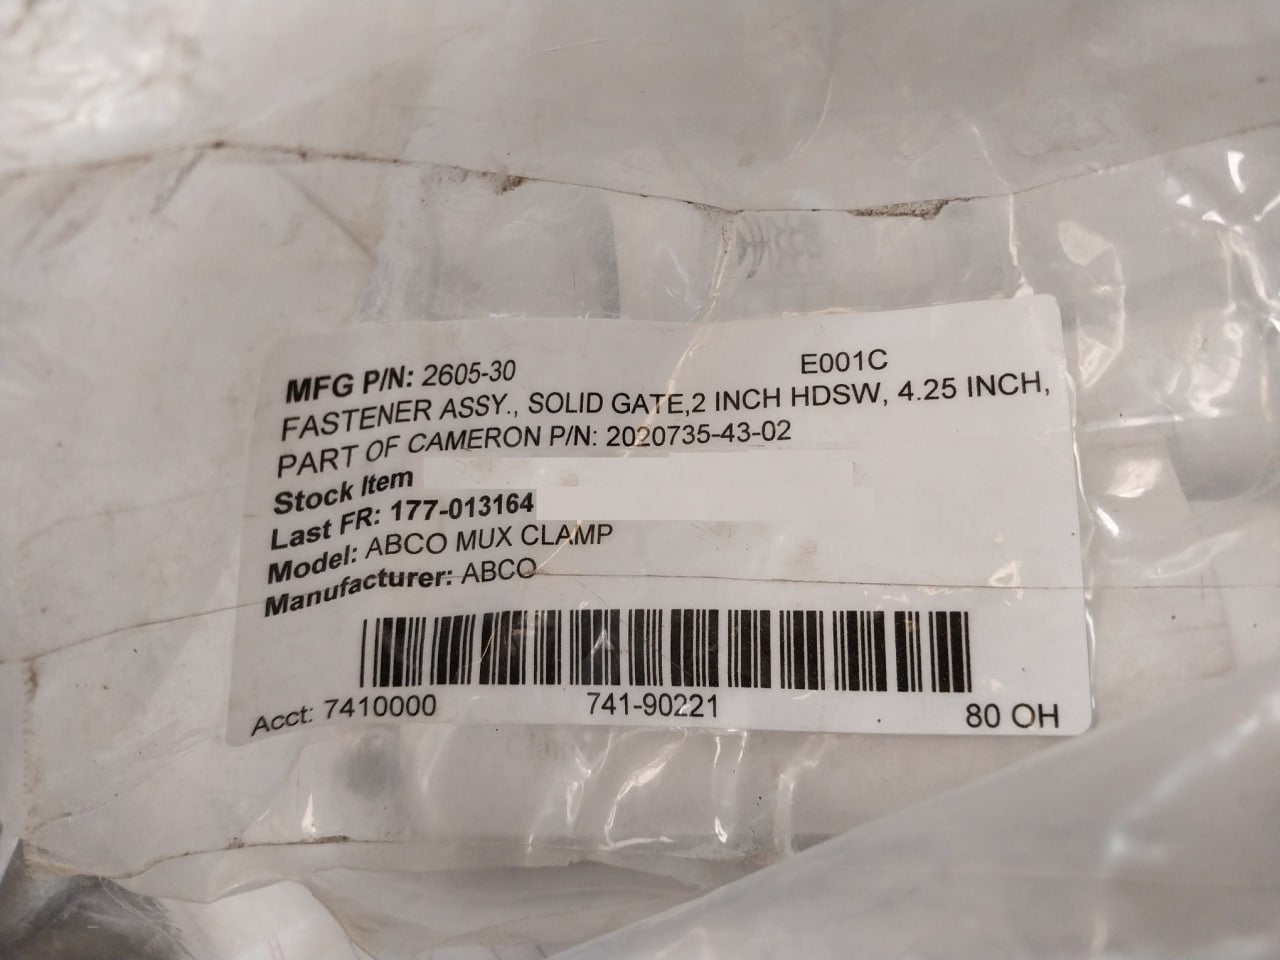 MFG P/N: 2605-30 E001C
FASTENER ASSY., SOLID GATE,2 INCH HDSW, 4.25 INCH,
PART OF CAMERON P/N: 2020735-43-02
Stock Item
Last FR: 177-013164
Model: ABCO MUX CLAMP
Manufacturer: ABCO
Acct: 7410000 741-90221 80 OH